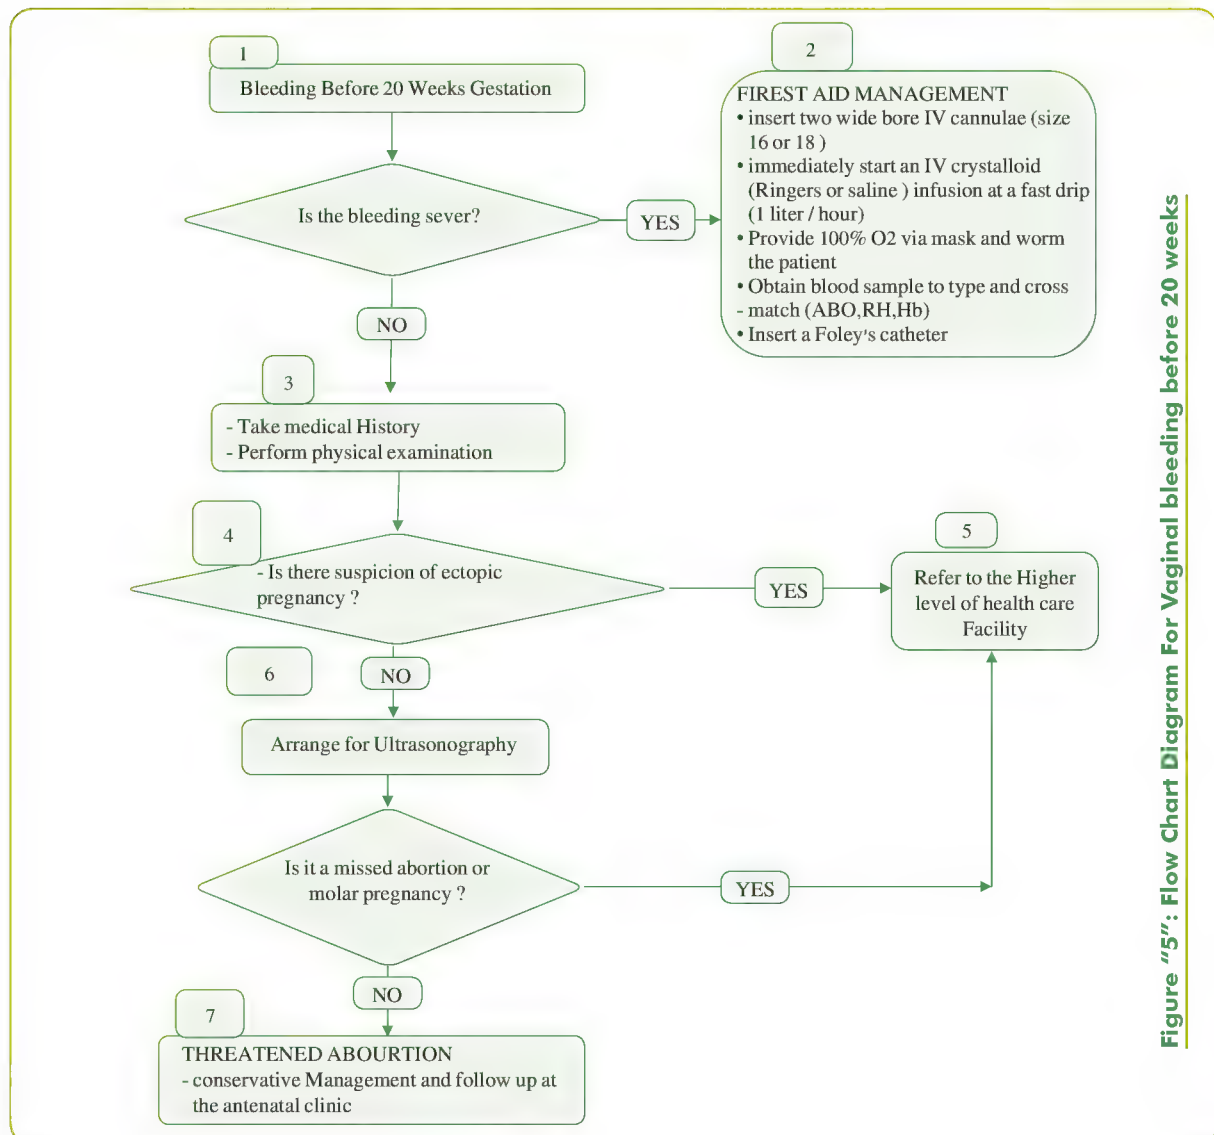 1
Bleeding Before 20 Weeks Gestation
Is the bleeding sever?
YES
2
FIREST AID MANAGEMENT
• insert two wide bore IV cannulae (size
16 or 18 )
• immediately start an IV crystalloid
(Ringers or saline ) infusion at a fast drip
(1 liter / hour)
• Provide 100% O2 via mask and worm
the patient
• Obtain blood sample to type and cross
- match (ABO,RH,Hb)
• Insert a Foley's catheter
NO
3
- Take medical History
- Perform physical examination
4
- Is there suspicion of ectopic
pregnancy ?
YES
5
Refer to the Higher
level of health care
Facility
6
NO
Arrange for Ultrasonography
Is it a missed abortion or
molar pregnancy ?
YES
NO
7
THREATENED ABOURTION
- conservative Management and follow up at
the antenatal clinic
Figure "5": Flow Chart Diagram For Vaginal bleeding before 20 weeks